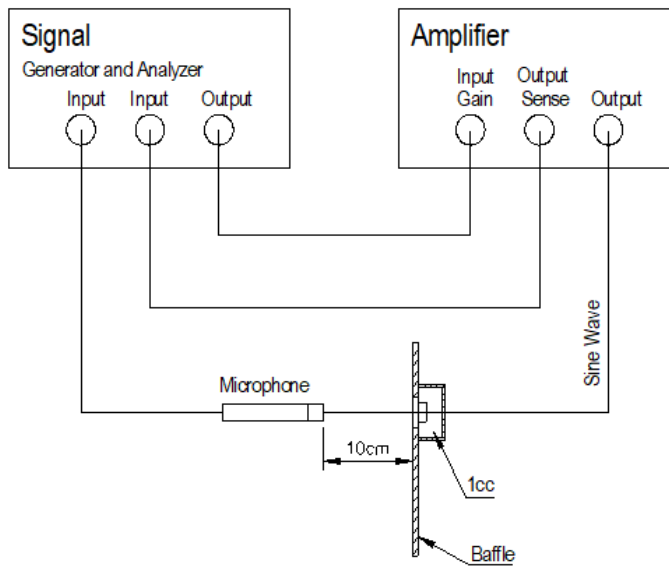 Signal
Generator and Analyzer
Input Input Output
Amplifier
Input
Gain
Output
Sense
Output
Sine Wave
Microphone
10cm
1cc
Baffle